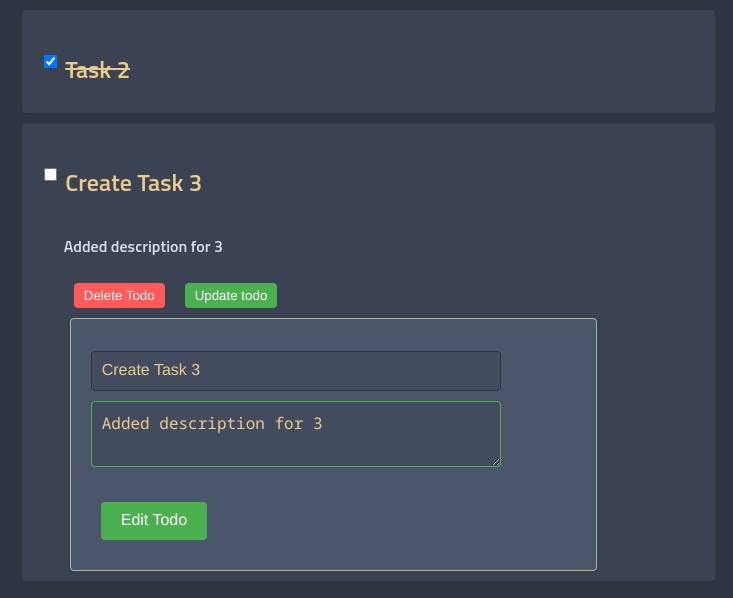 Task 2
Create Task 3
Added description for 3
Delete Todo Update todo
Create Task 3
Added description for 3
Edit Todo